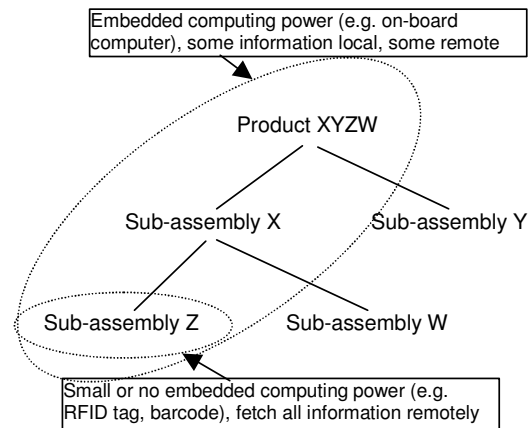 Embedded computing power (e.g. on-board
computer), some information local, some remote
Product XYZW
Sub-assembly X
Sub-assembly Y
Sub-assembly Z
Sub-assembly W
Small or no embedded computing power (e.g.
RFID tag, barcode), fetch all information remotely